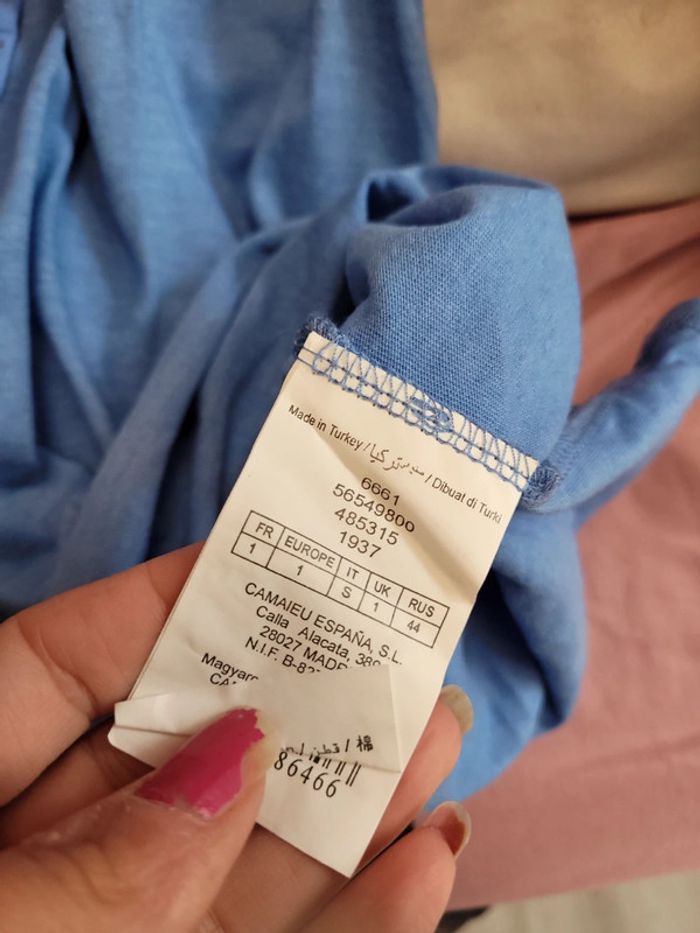 Made in Turkey / صنع في تركيا / Dibuat di Turki
6661
56549800
485315
1937
FR EUROPE IT UK RUS
1 1 S 1 44
CAMAIEU ESPAÑA, S.L.
Calla Alacata,
28027
N.I.F.
棉 / قطن
86466